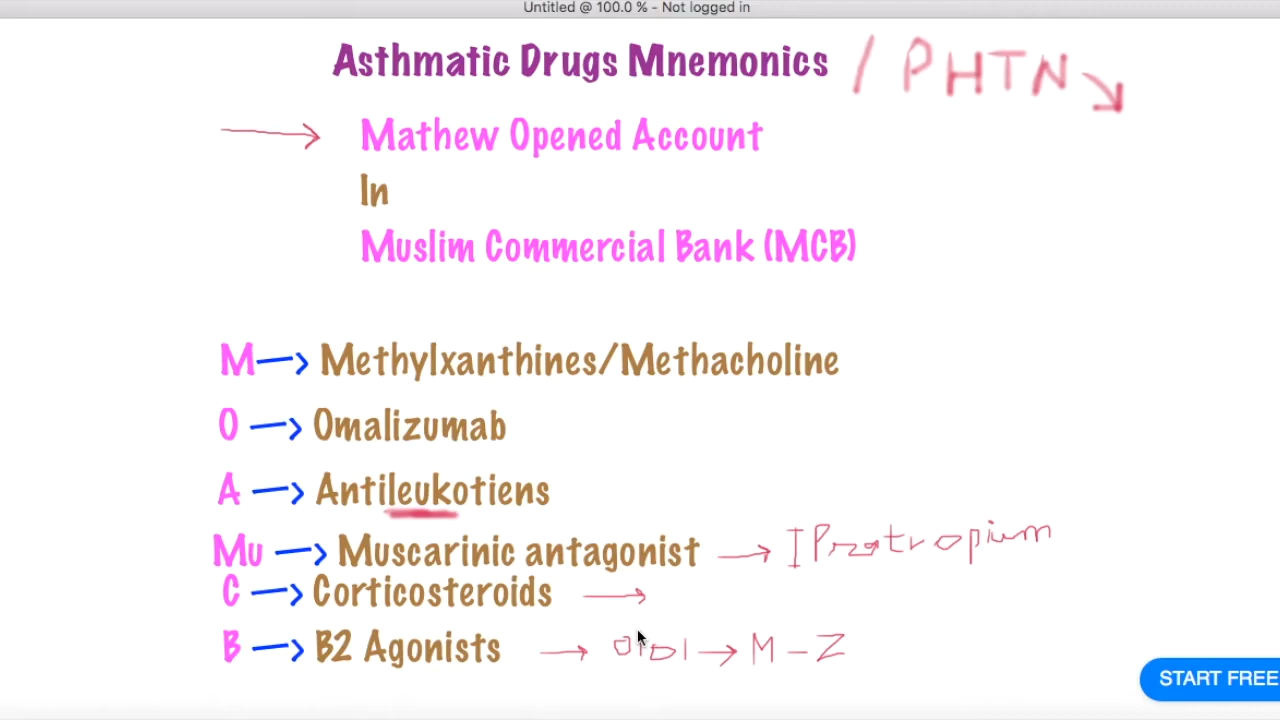 Untitled @ 100.0 % - Not logged in
Asthmatic Drugs Mnemonics / PHTN
Mathew Opened Account
In
Muslim Commercial Bank (MCB)
M --> Methylxanthines/Methacholine
O --> Omalizumab
A --> Antileukotiens
Mu --> Muscarinic antagonist → IPratropium
C --> Corticosteroids →
B --> B2 Agonists → → M - Z
START FREE